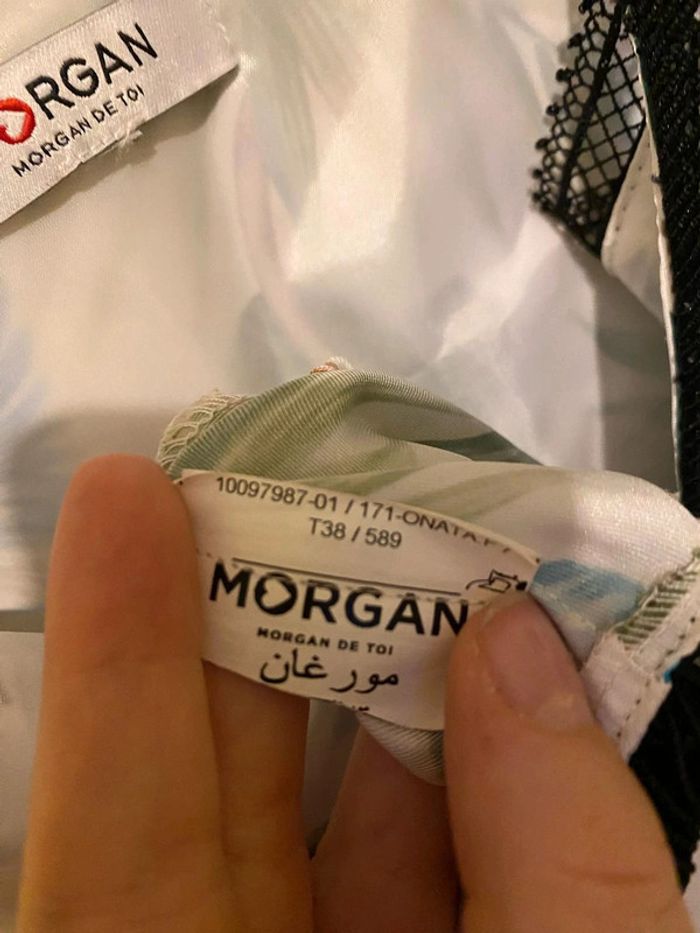 ORGAN
MORGAN DE TOI
10097987-01 / 171-ONATA.F
T38 / 589
MORGAN
MORGAN DE TOI
مورغان